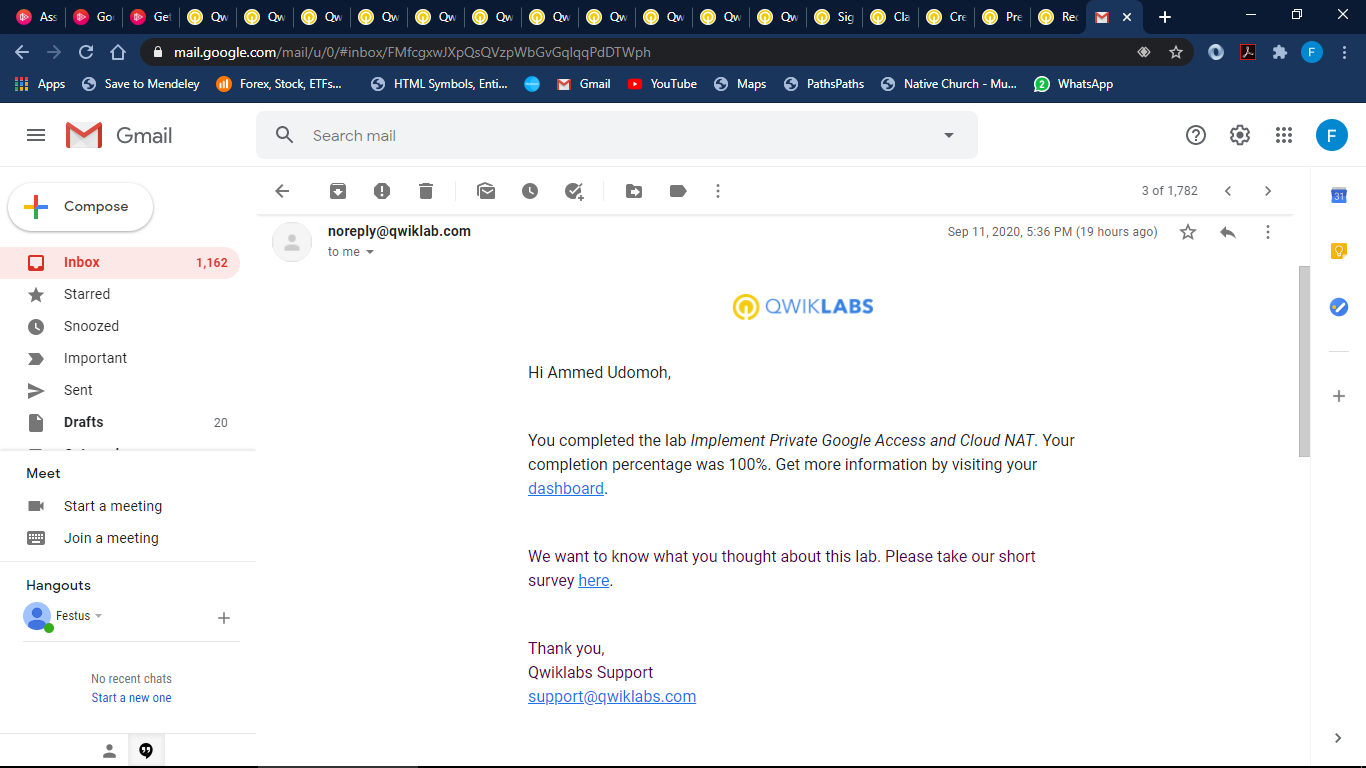 Ass
Goo
Get
Qw
Qw
Qw
Qw
Qw
Qw
Qw
Qw
Qw
Qw
Qw
Sig
Cla
Cre
Pre
Rec
mail.google.com/mail/u/0/#inbox/FMfcgxwJXpQsQVzpWbGvGqlqqPdDTWph
F
Apps
Save to Mendeley
Forex, Stock, ETFs...
HTML Symbols, Enti...
Gmail
YouTube
Maps
PathsPaths
Native Church - Mu...
2
WhatsApp
Gmail
Search mail
F
Compose
3 of 1,782
31
Inbox 1,162
Starred
Snoozed
Important
Sent
Drafts 20
Meet
Start a meeting
Join a meeting
Hangouts
Festus
No recent chats
Start a new one
noreply@qwiklab.com
Sep 11, 2020, 5:36 PM (19 hours ago)
to me
QWIKLABS
Hi Ammed Udomoh,
You completed the lab Implement Private Google Access and Cloud NAT. Your
completion percentage was 100%. Get more information by visiting your
dashboard.
We want to know what you thought about this lab. Please take our short
survey here.
Thank you,
Qwiklabs Support
support@qwiklabs.com